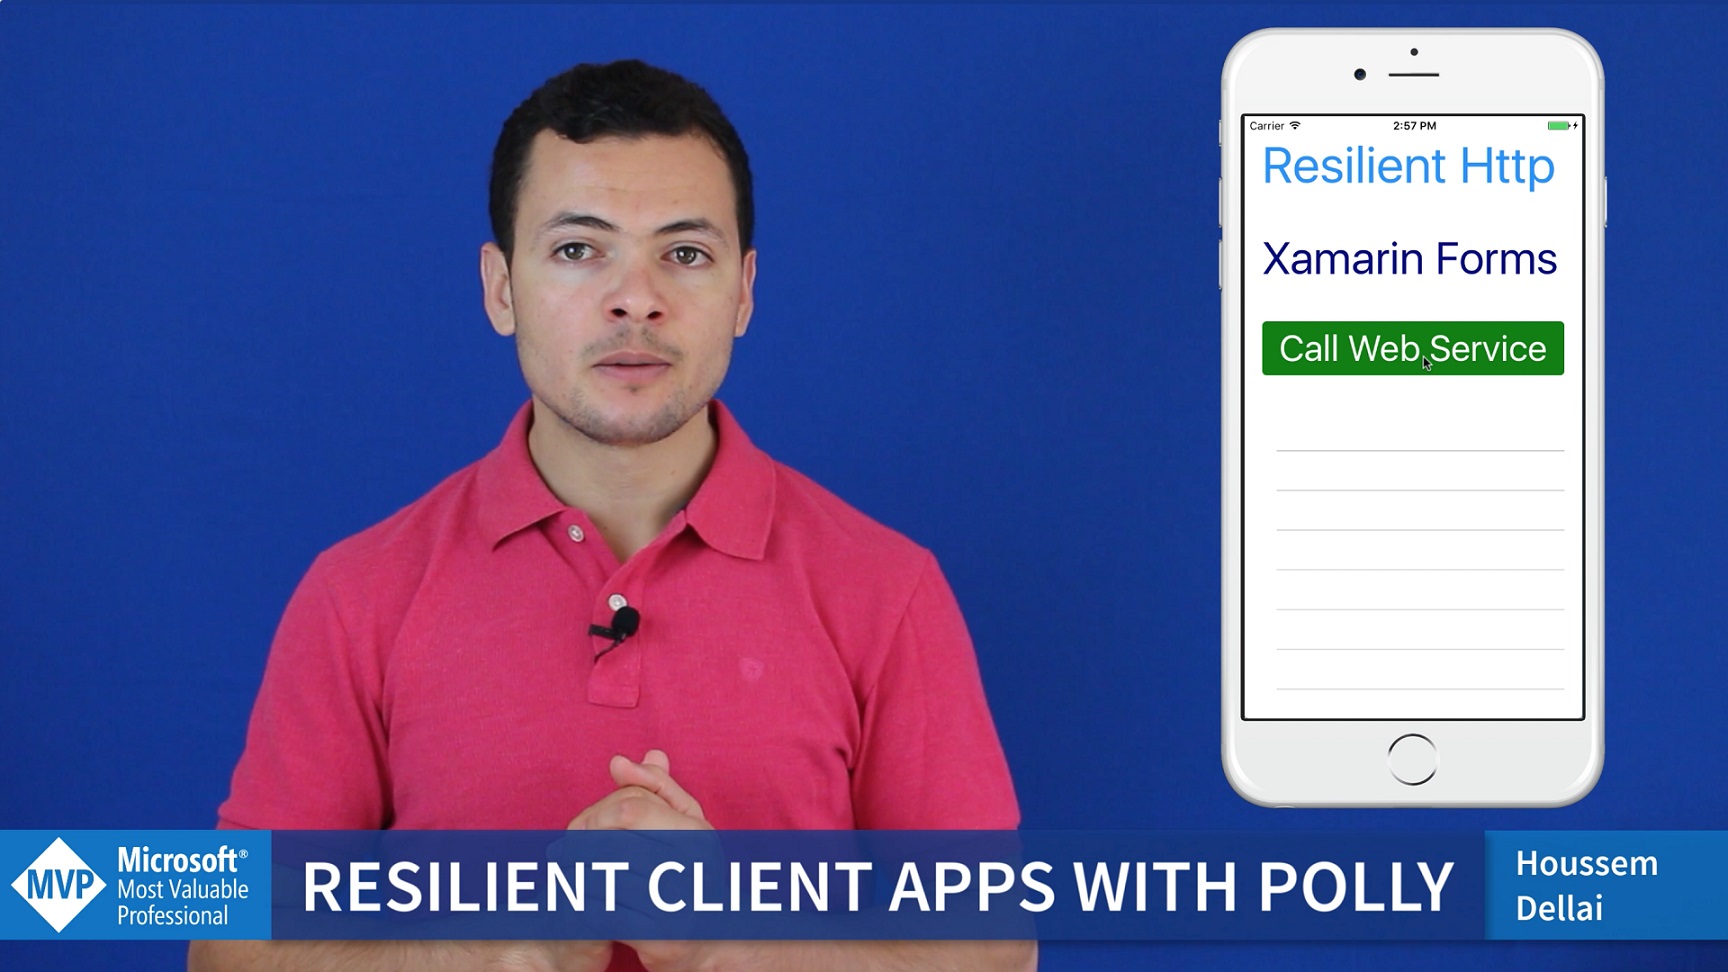 Carrier
2:57 PM
Resilient Http
Xamarin Forms
Call Web Service
MVP
Microsoft®
Most Valuable
Professional
RESILIENT CLIENT APPS WITH POLLY
Houssem
Dellai